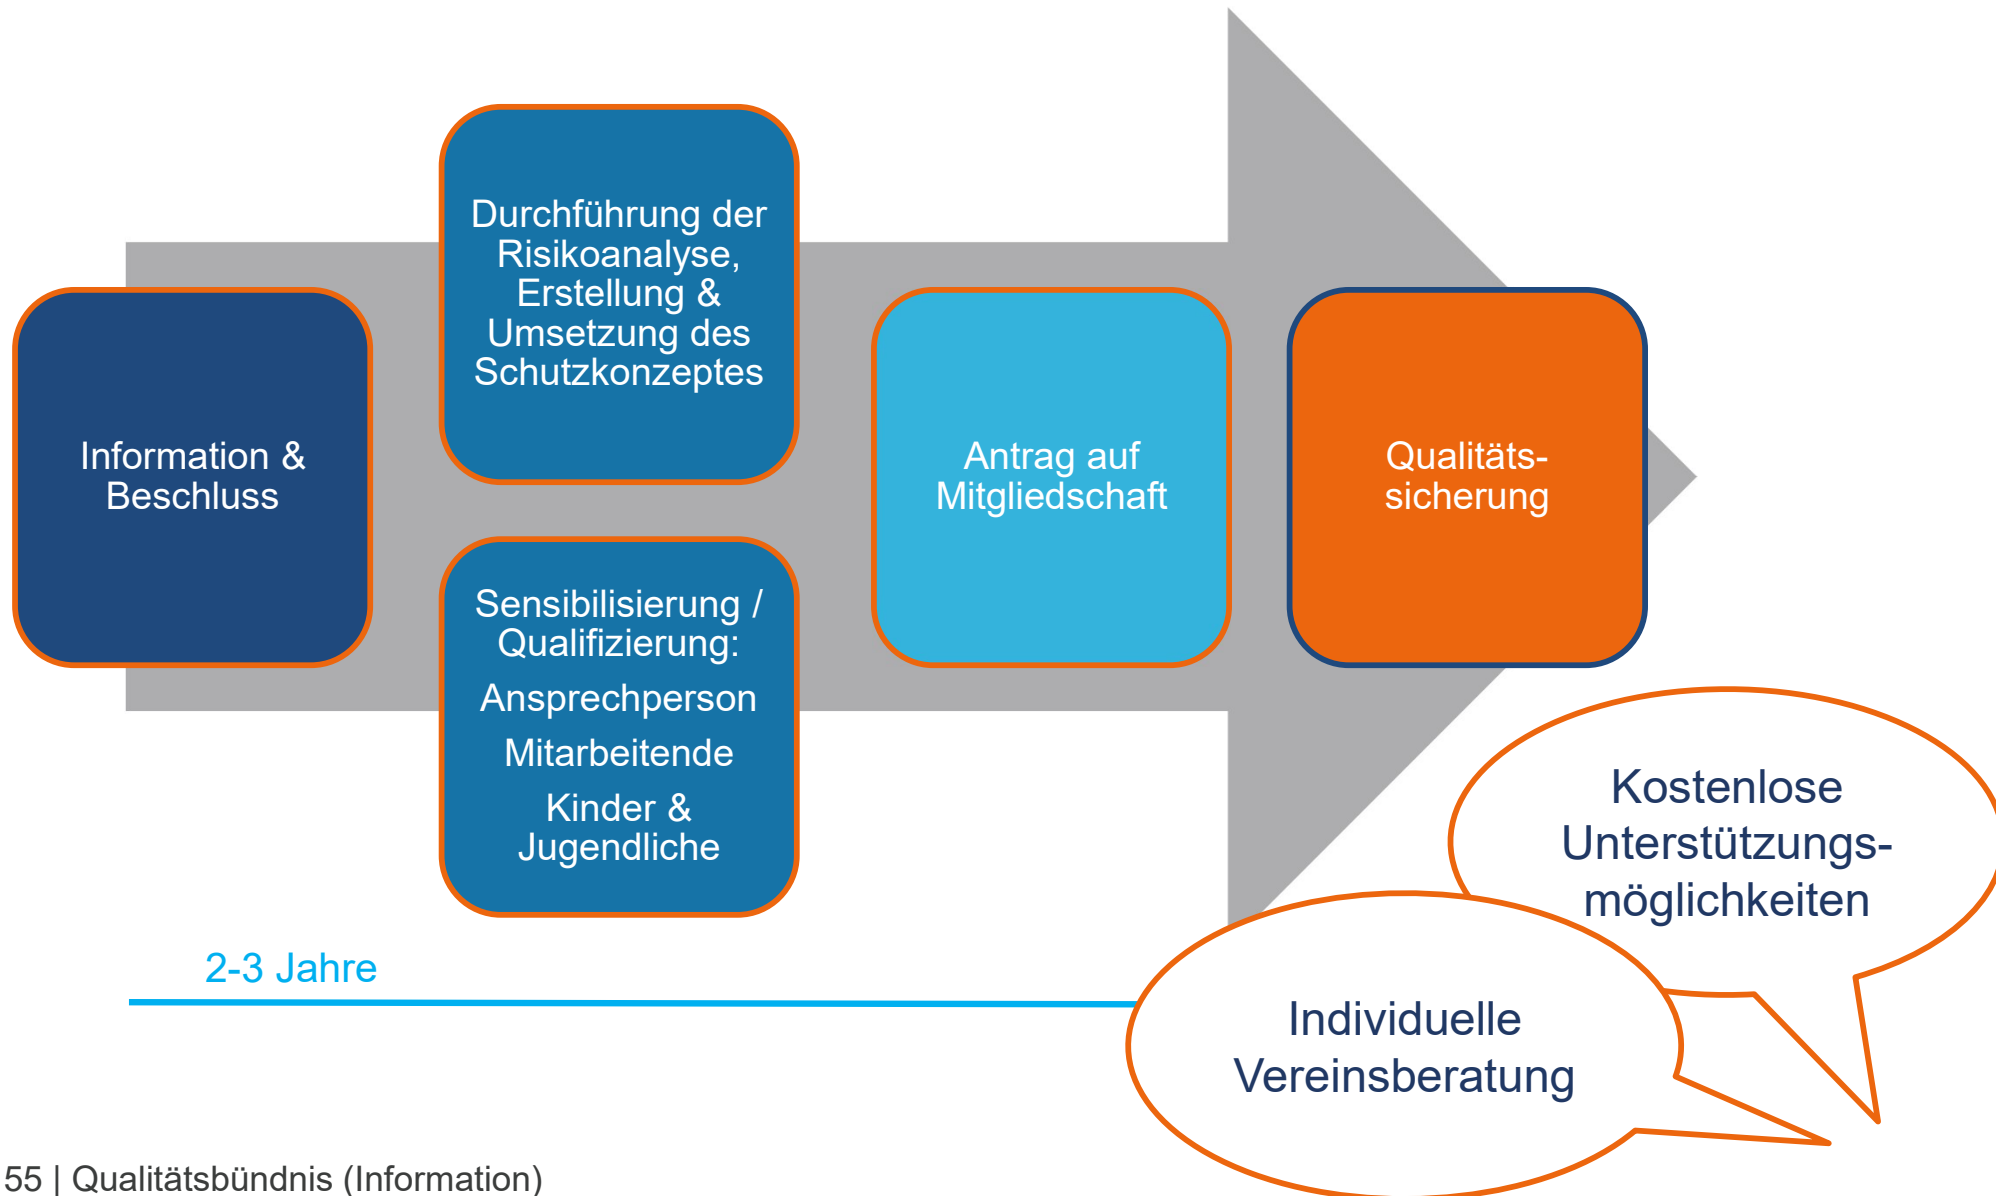 Information &
Beschluss
Durchführung der
Risikoanalyse,
Erstellung &
Umsetzung des
Schutzkonzeptes
Sensibilisierung /
Qualifizierung:
Ansprechperson
Mitarbeitende
Kinder &
Jugendliche
Antrag auf
Mitgliedschaft
Qualitäts-
sicherung
Kostenlose
Unterstützungs-
möglichkeiten
Individuelle
Vereinsberatung
2-3 Jahre
55 | Qualitätsbündnis (Information)